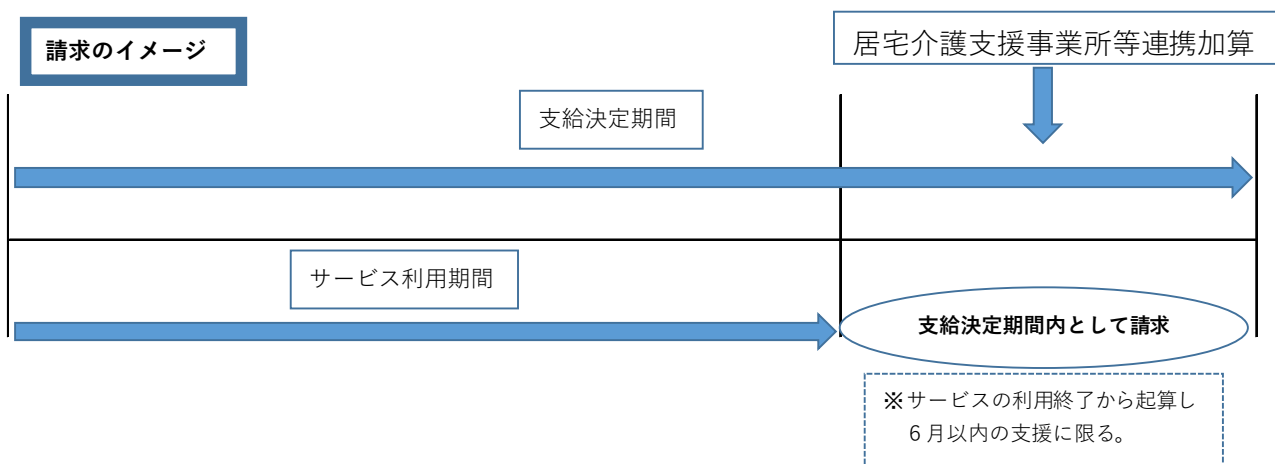 請求のイメージ
居宅介護支援事業所等連携加算
支給決定期間
サービス利用期間
支給決定期間内として請求
※サービスの利用終了から起算し
６月以内の支援に限る。